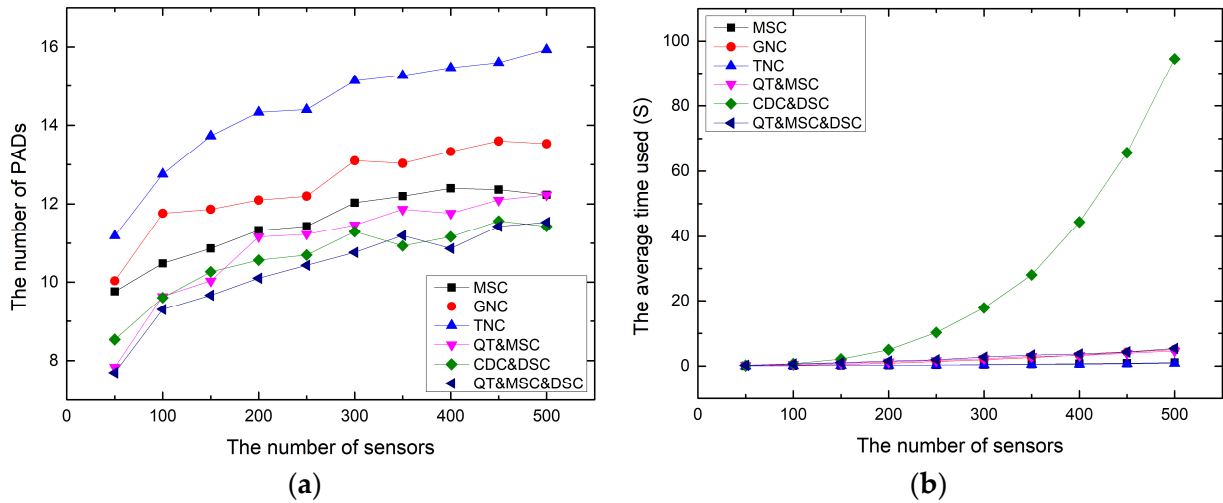 The number of PADs
16
14
12
10
8
MSC
GNC
TNC
QT&MSC
CDC&DSC
QT&MSC&DSC
0 100 200 300 400 500
The number of sensors
(a)
The average time used (S)
100
80
60
40
20
0
MSC
GNC
TNC
QT&MSC
CDC&DSC
QT&MSC&DSC
0 100 200 300 400 500
The number of sensors
(b)